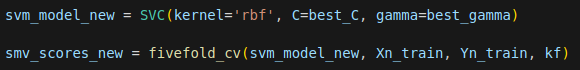 svm_model_new = SVC(kernel='rbf', C=best_C, gamma=best_gamma)
smv_scores_new = fivefold_cv(svm_model_new, Xn_train, Yn_train, kf)